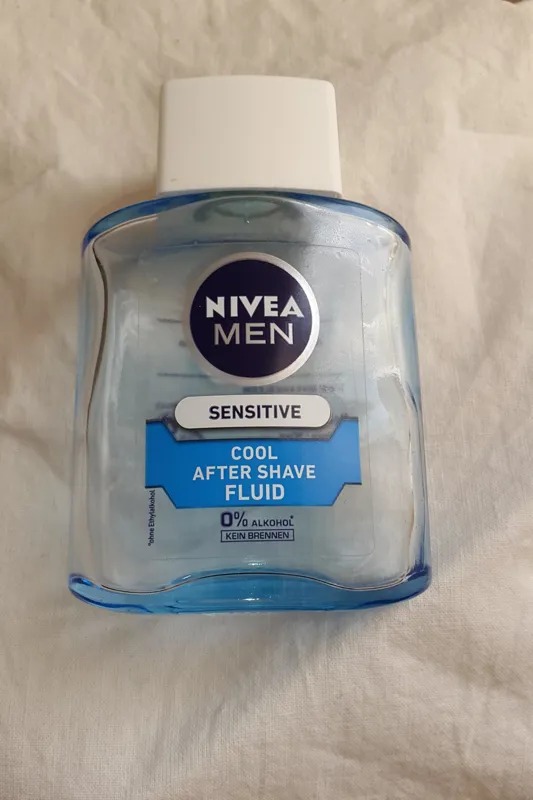 NIVEA
MEN
SENSITIVE
COOL
AFTER SHAVE
FLUID
0% ALKOHOL*
KEIN BRENNEN
*ohne Ethylalkohol